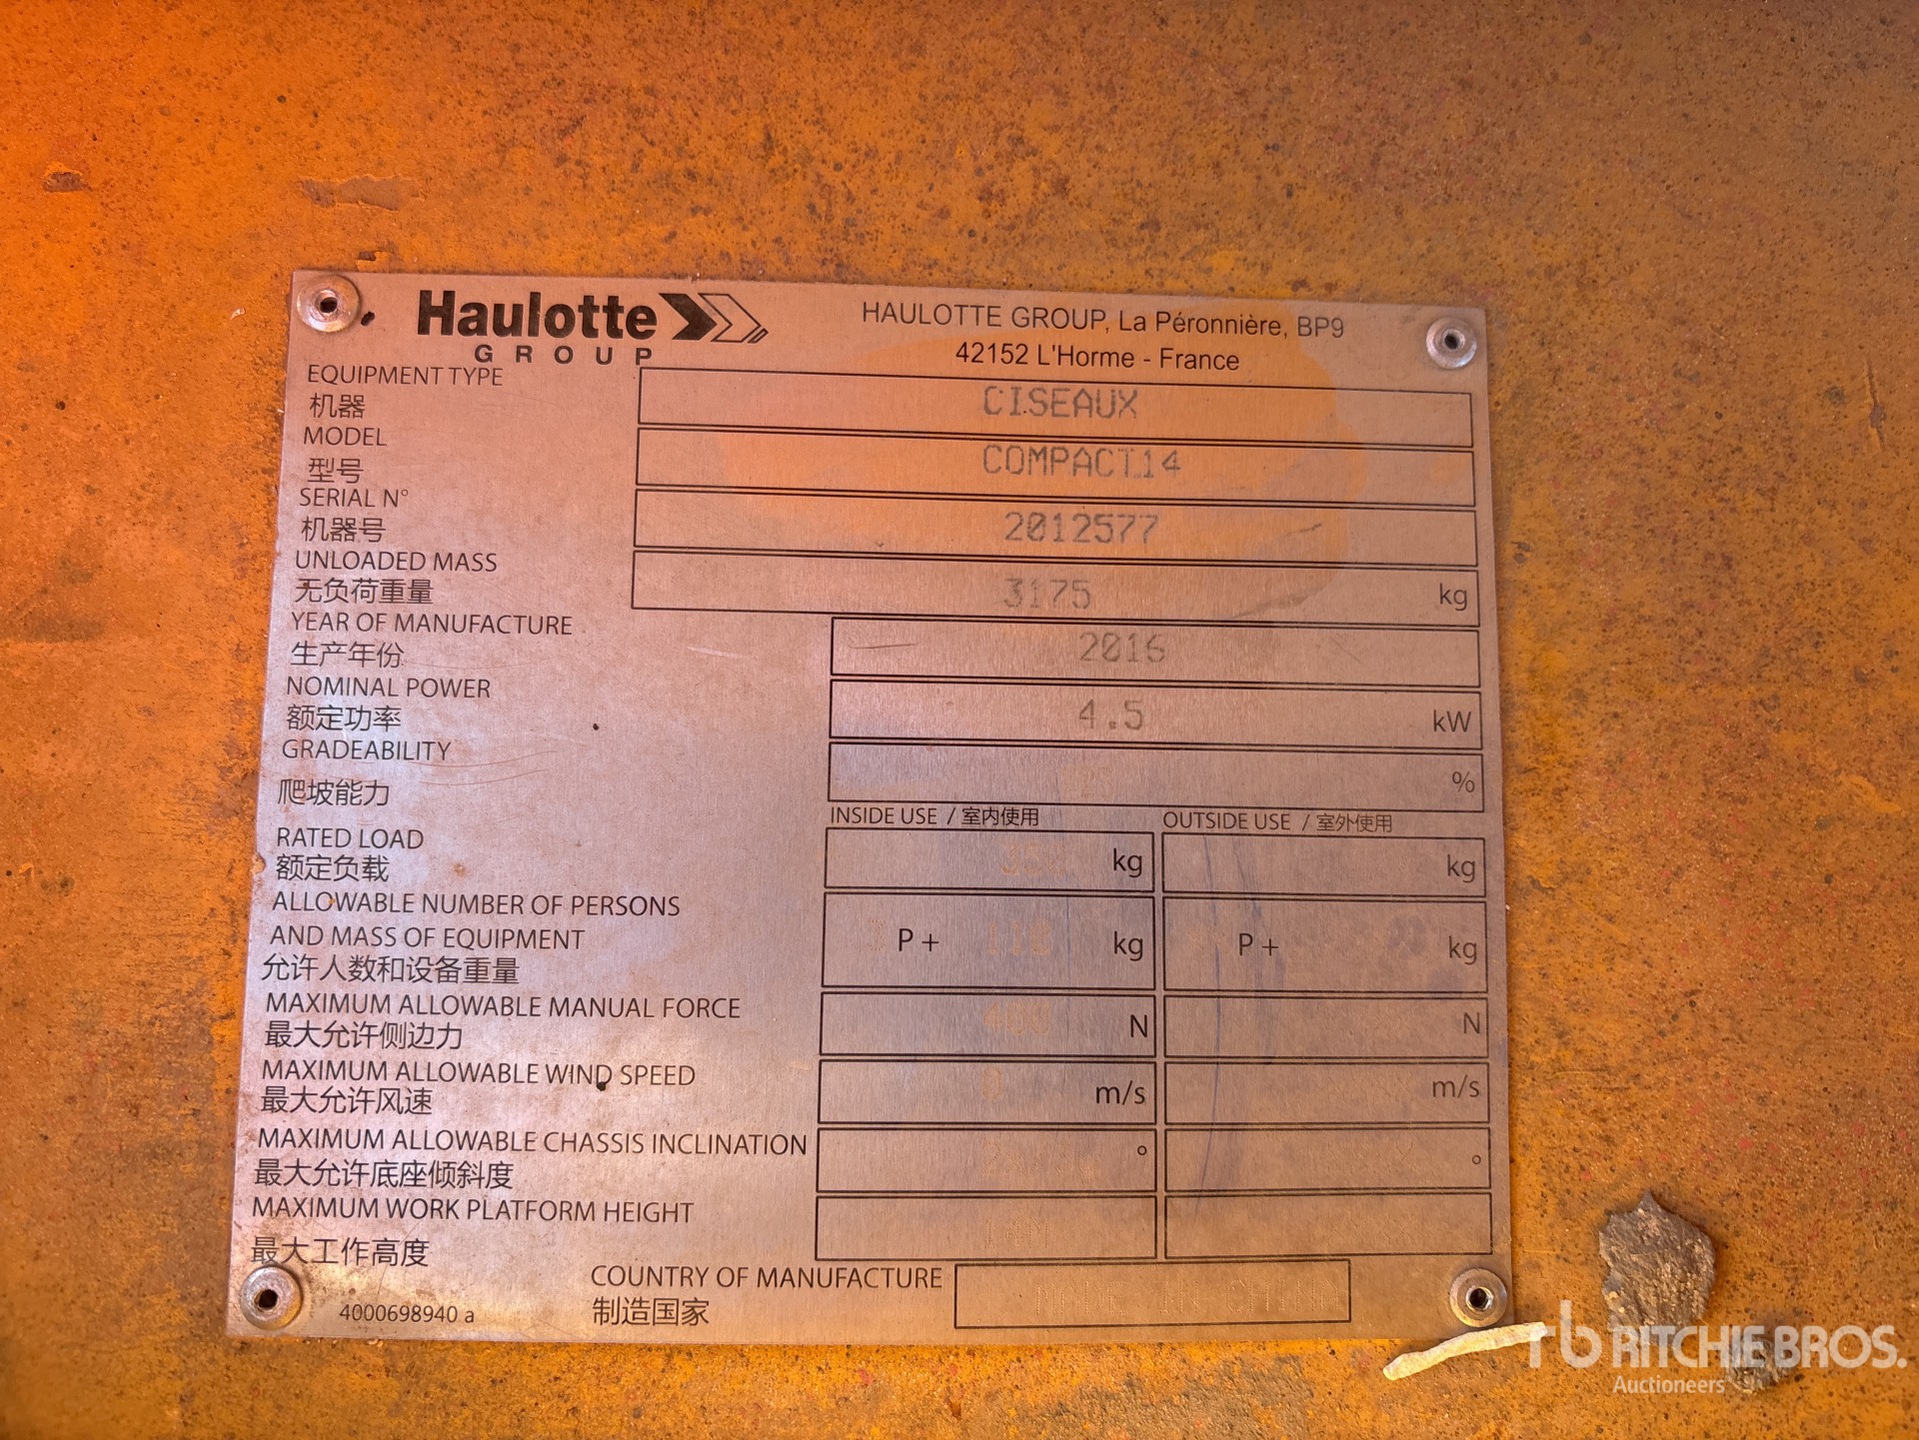 Haulotte
GROUP
HAULOTTE GROUP, La Péronnière, BP9
42152 L'Horme - France
EQUIPMENT TYPE
机器
CISEAUX
MODEL
型号
COMPACT14
SERIAL N°
机器号
2012577
UNLOADED MASS
无负荷重量
3175 kg
YEAR OF MANUFACTURE
生产年份
2016
NOMINAL POWER
额定功率
4.5 kW
GRADEABILITY
爬坡能力
25 %
INSIDE USE / 室内使用 OUTSIDE USE / 室外使用
RATED LOAD
额定负载
kg kg
ALLOWABLE NUMBER OF PERSONS
AND MASS OF EQUIPMENT
允许人数和设备重量
P + 110 kg P + kg
MAXIMUM ALLOWABLE MANUAL FORCE
最大允许侧边力
400 N N
MAXIMUM ALLOWABLE WIND SPEED
最大允许风速
0 m/s m/s
MAXIMUM ALLOWABLE CHASSIS INCLINATION
最大允许底座倾斜度
2 ° °
MAXIMUM WORK PLATFORM HEIGHT
最大工作高度
COUNTRY OF MANUFACTURE
制造国家
4000698940 a
rb RITCHIE BROS.
Auctioneers